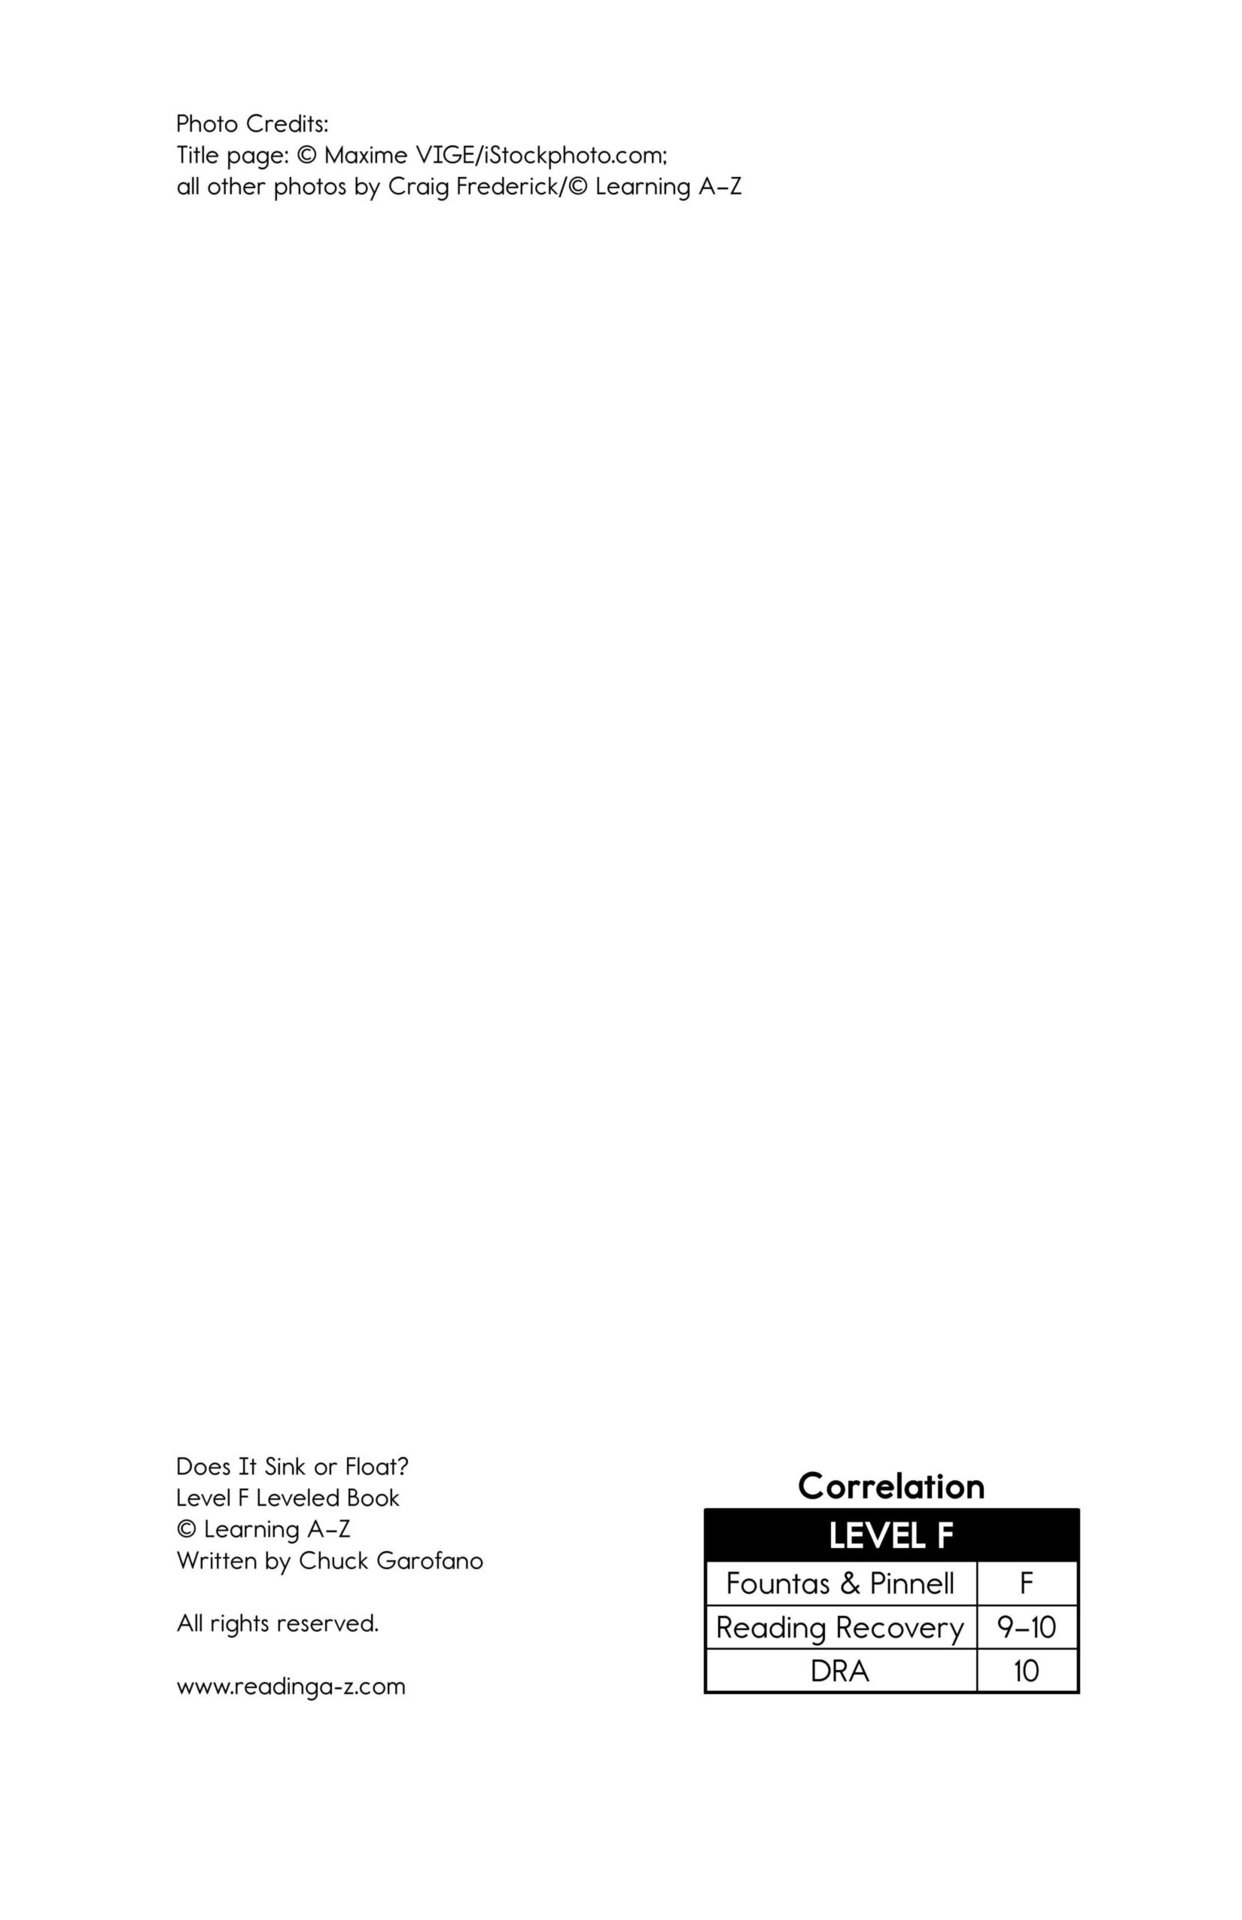 Photo Credits:
Title page: © Maxime VIGE/iStockphoto.com;
all other photos by Craig Frederick/© Learning A–Z
Does It Sink or Float?
Level F Leveled Book
© Learning A–Z
Written by Chuck Garofano
All rights reserved.
www.readinga-z.com
Correlation
LEVEL F
Fountas & Pinnell F
Reading Recovery 9–10
DRA 10